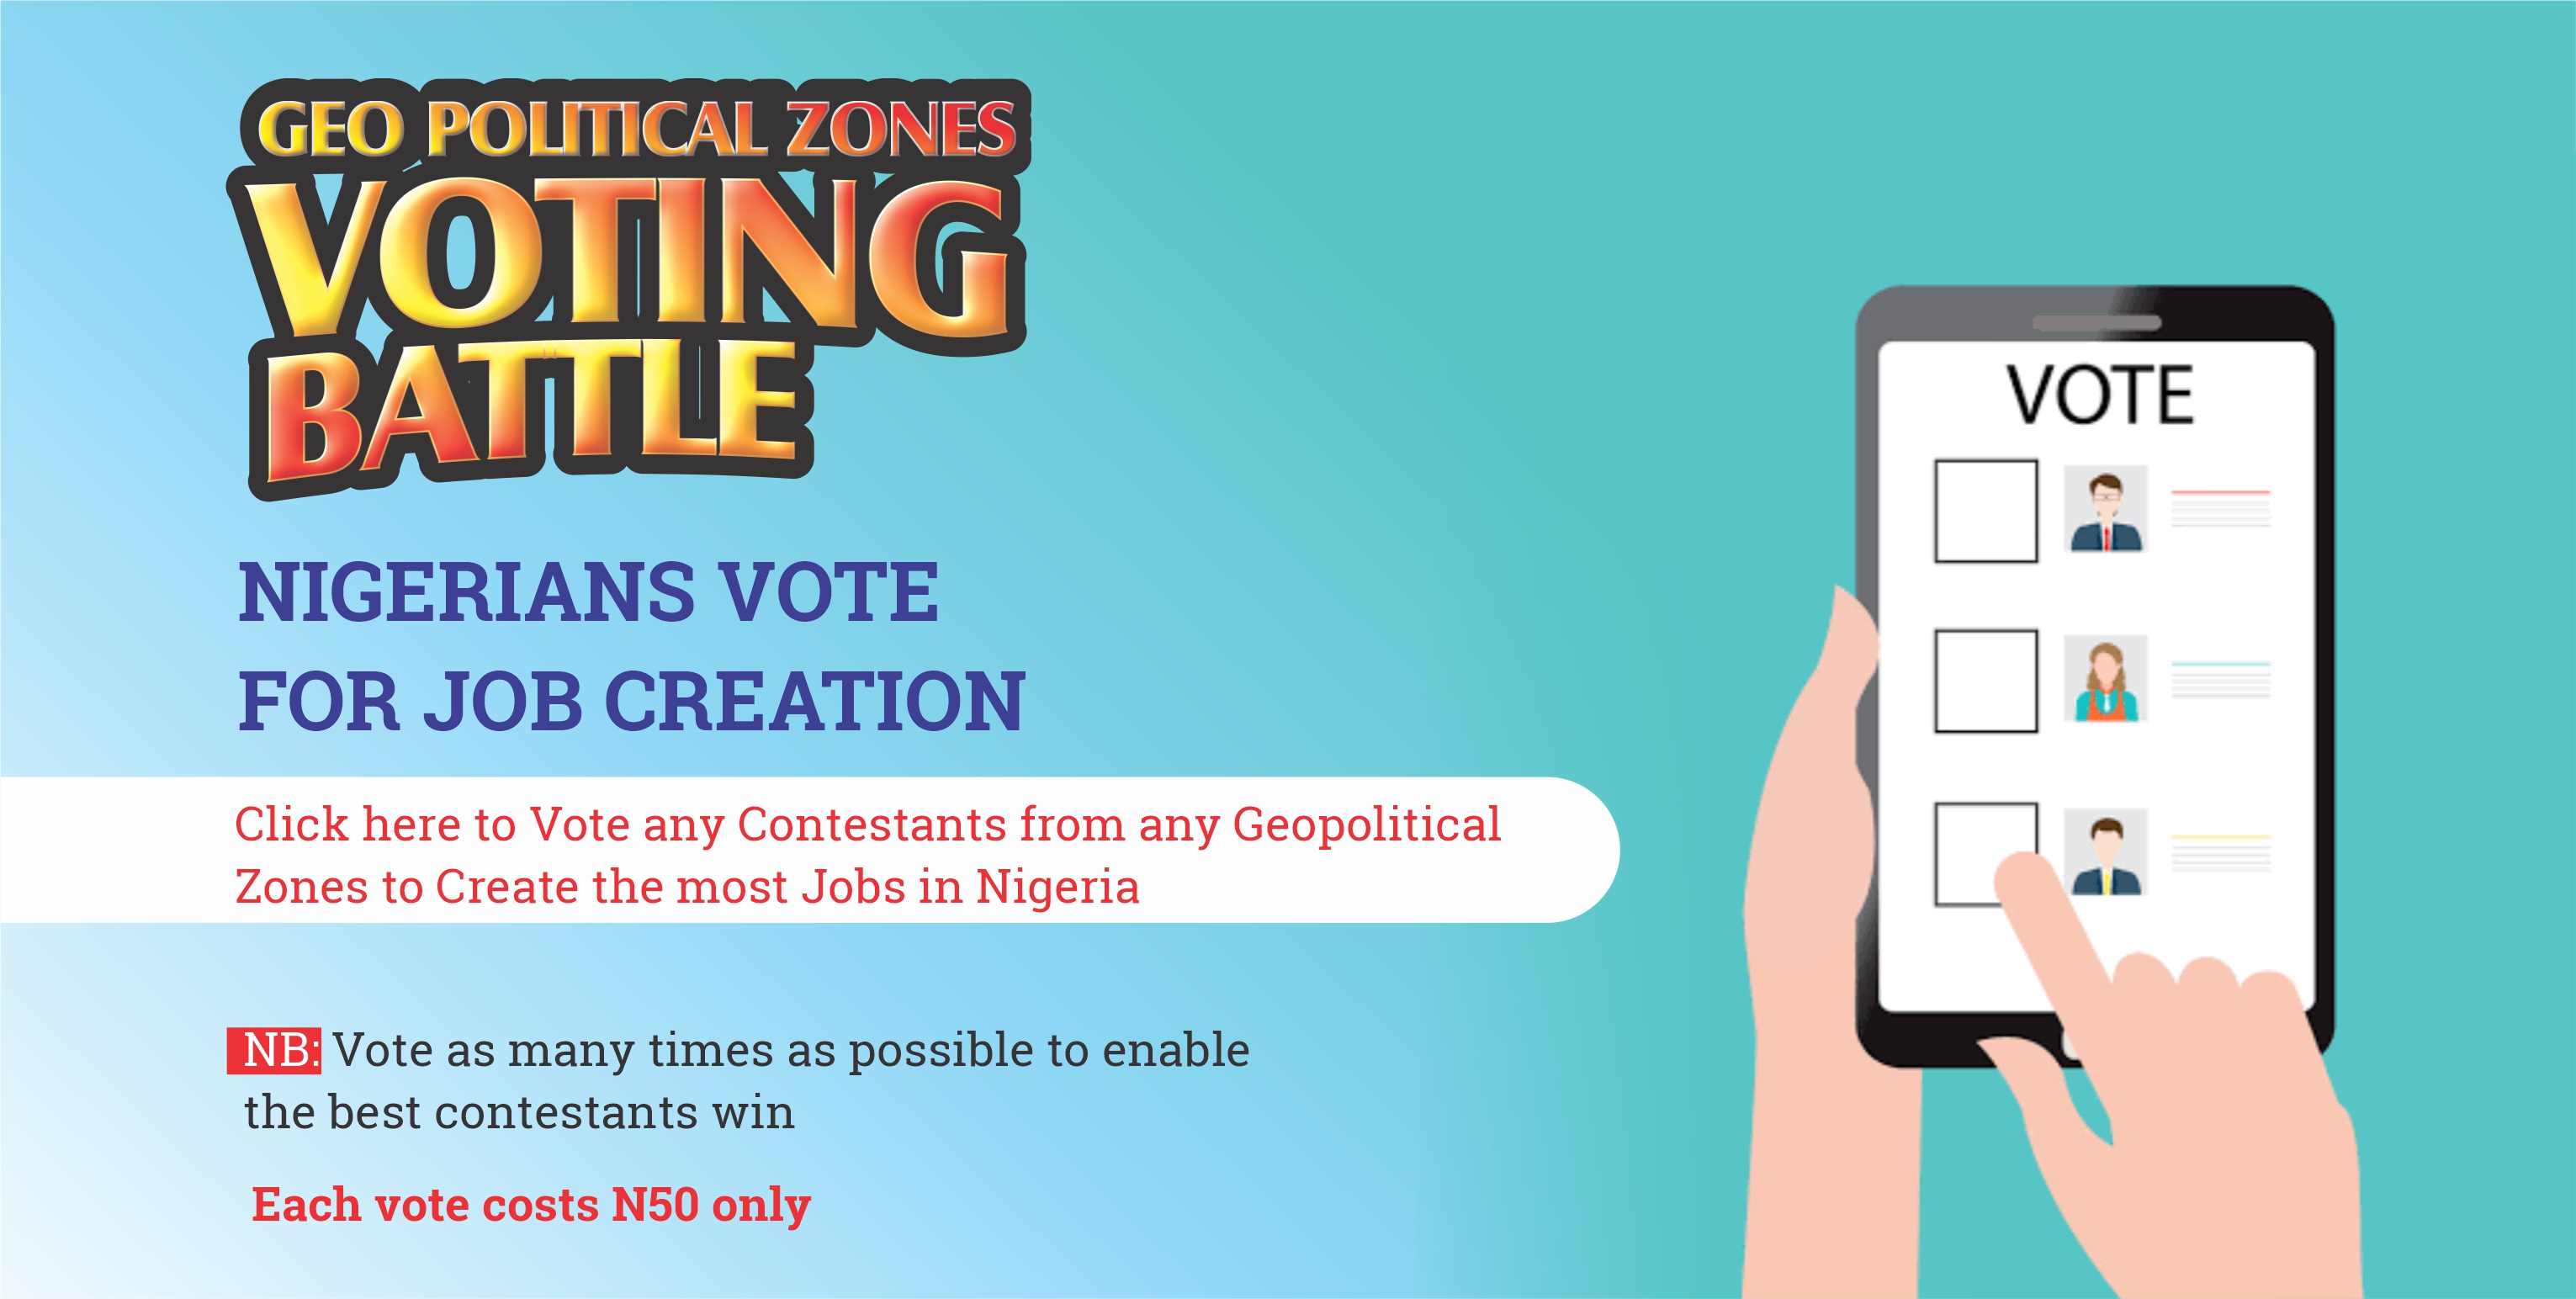 GEO POLITICAL ZONES
VOTING
BATTLE
NIGERIANS VOTE
FOR JOB CREATION
Click here to Vote any Contestants from any Geopolitical
Zones to Create the most Jobs in Nigeria
NB: Vote as many times as possible to enable
the best contestants win
Each vote costs N50 only
VOTE